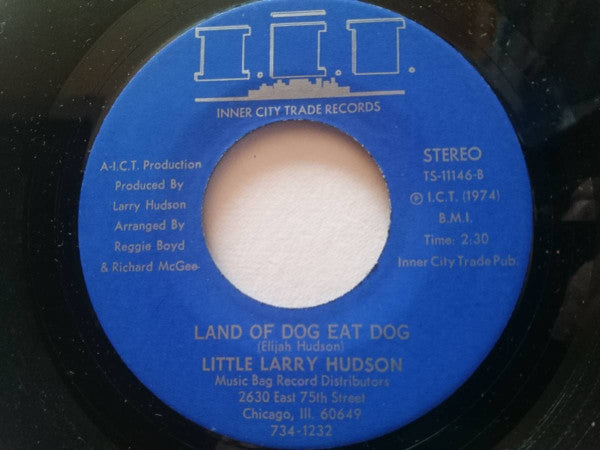 I.C.T.
INNER CITY TRADE RECORDS
A-I.C.T. Production
Produced By
Larry Hudson
Arranged By
Reggie Boyd
& Richard McGee
STEREO
TS-11146-B
Ⓟ I.C.T. (1974)
B.M.I.
Time: 2:30
Inner City Trade Pub.
LAND OF DOG EAT DOG
(Elijah Hudson)
LITTLE LARRY HUDSON
Music Bag Record Distributors
2630 East 75th Street
Chicago, Ill. 60649
734-1232